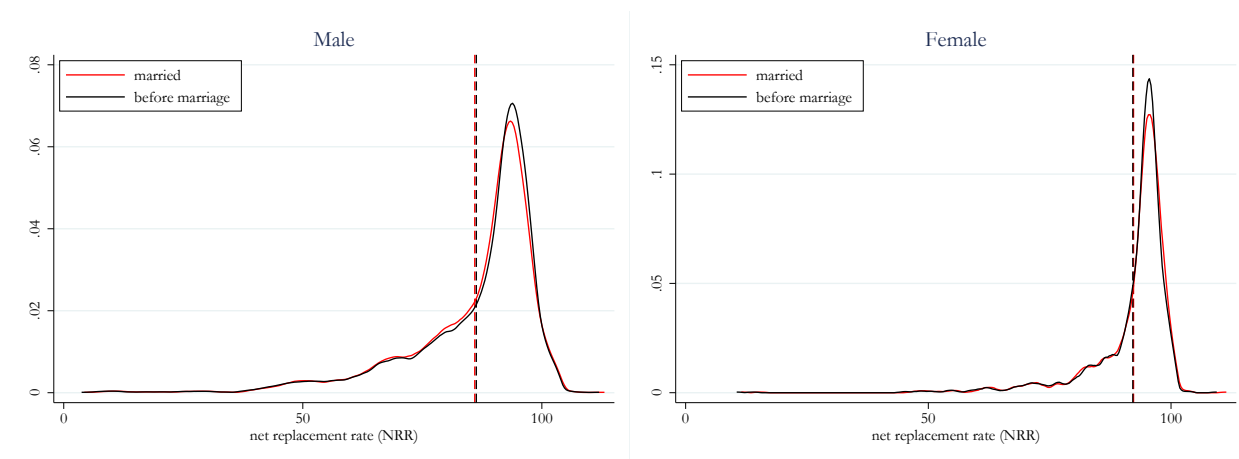 Male
.08
.06
.04
.02
0
married
before marriage
0
50
100
net replacement rate (NRR)
Female
.15
.1
.05
0
married
before marriage
0
50
100
net replacement rate (NRR)